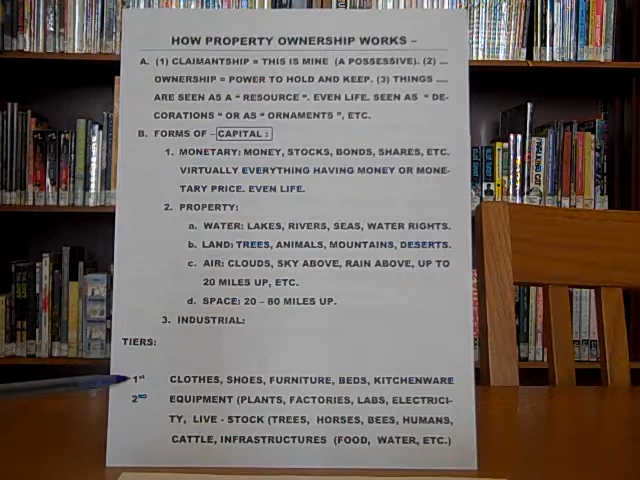 HOW PROPERTY OWNERSHIP WORKS –
A. (1) CLAIMANTSHIP = THIS IS MINE (A POSSESSIVE). (2) ...
OWNERSHIP = POWER TO HOLD AND KEEP. (3) THINGS ....
ARE SEEN AS A " RESOURCE ". EVEN LIFE. SEEN AS " DE-
CORATIONS " OR AS " ORNAMENTS ", ETC.
B. FORMS OF – CAPITAL :
1. MONETARY: MONEY, STOCKS, BONDS, SHARES, ETC.
VIRTUALLY EVERYTHING HAVING MONEY OR MONE-
TARY PRICE. EVEN LIFE.
2. PROPERTY:
a. WATER: LAKES, RIVERS, SEAS, WATER RIGHTS.
b. LAND: TREES, ANIMALS, MOUNTAINS, DESERTS.
c. AIR: CLOUDS, SKY ABOVE, RAIN ABOVE, UP TO
20 MILES UP, ETC.
d. SPACE: 20 – 80 MILES UP.
3. INDUSTRIAL:
TIERS:
1st CLOTHES, SHOES, FURNITURE, BEDS, KITCHENWARE
2ND EQUIPMENT (PLANTS, FACTORIES, LABS, ELECTRICI-
TY, LIVE - STOCK (TREES, HORSES, BEES, HUMANS,
CATTLE, INFRASTRUCTURES (FOOD, WATER, ETC.)